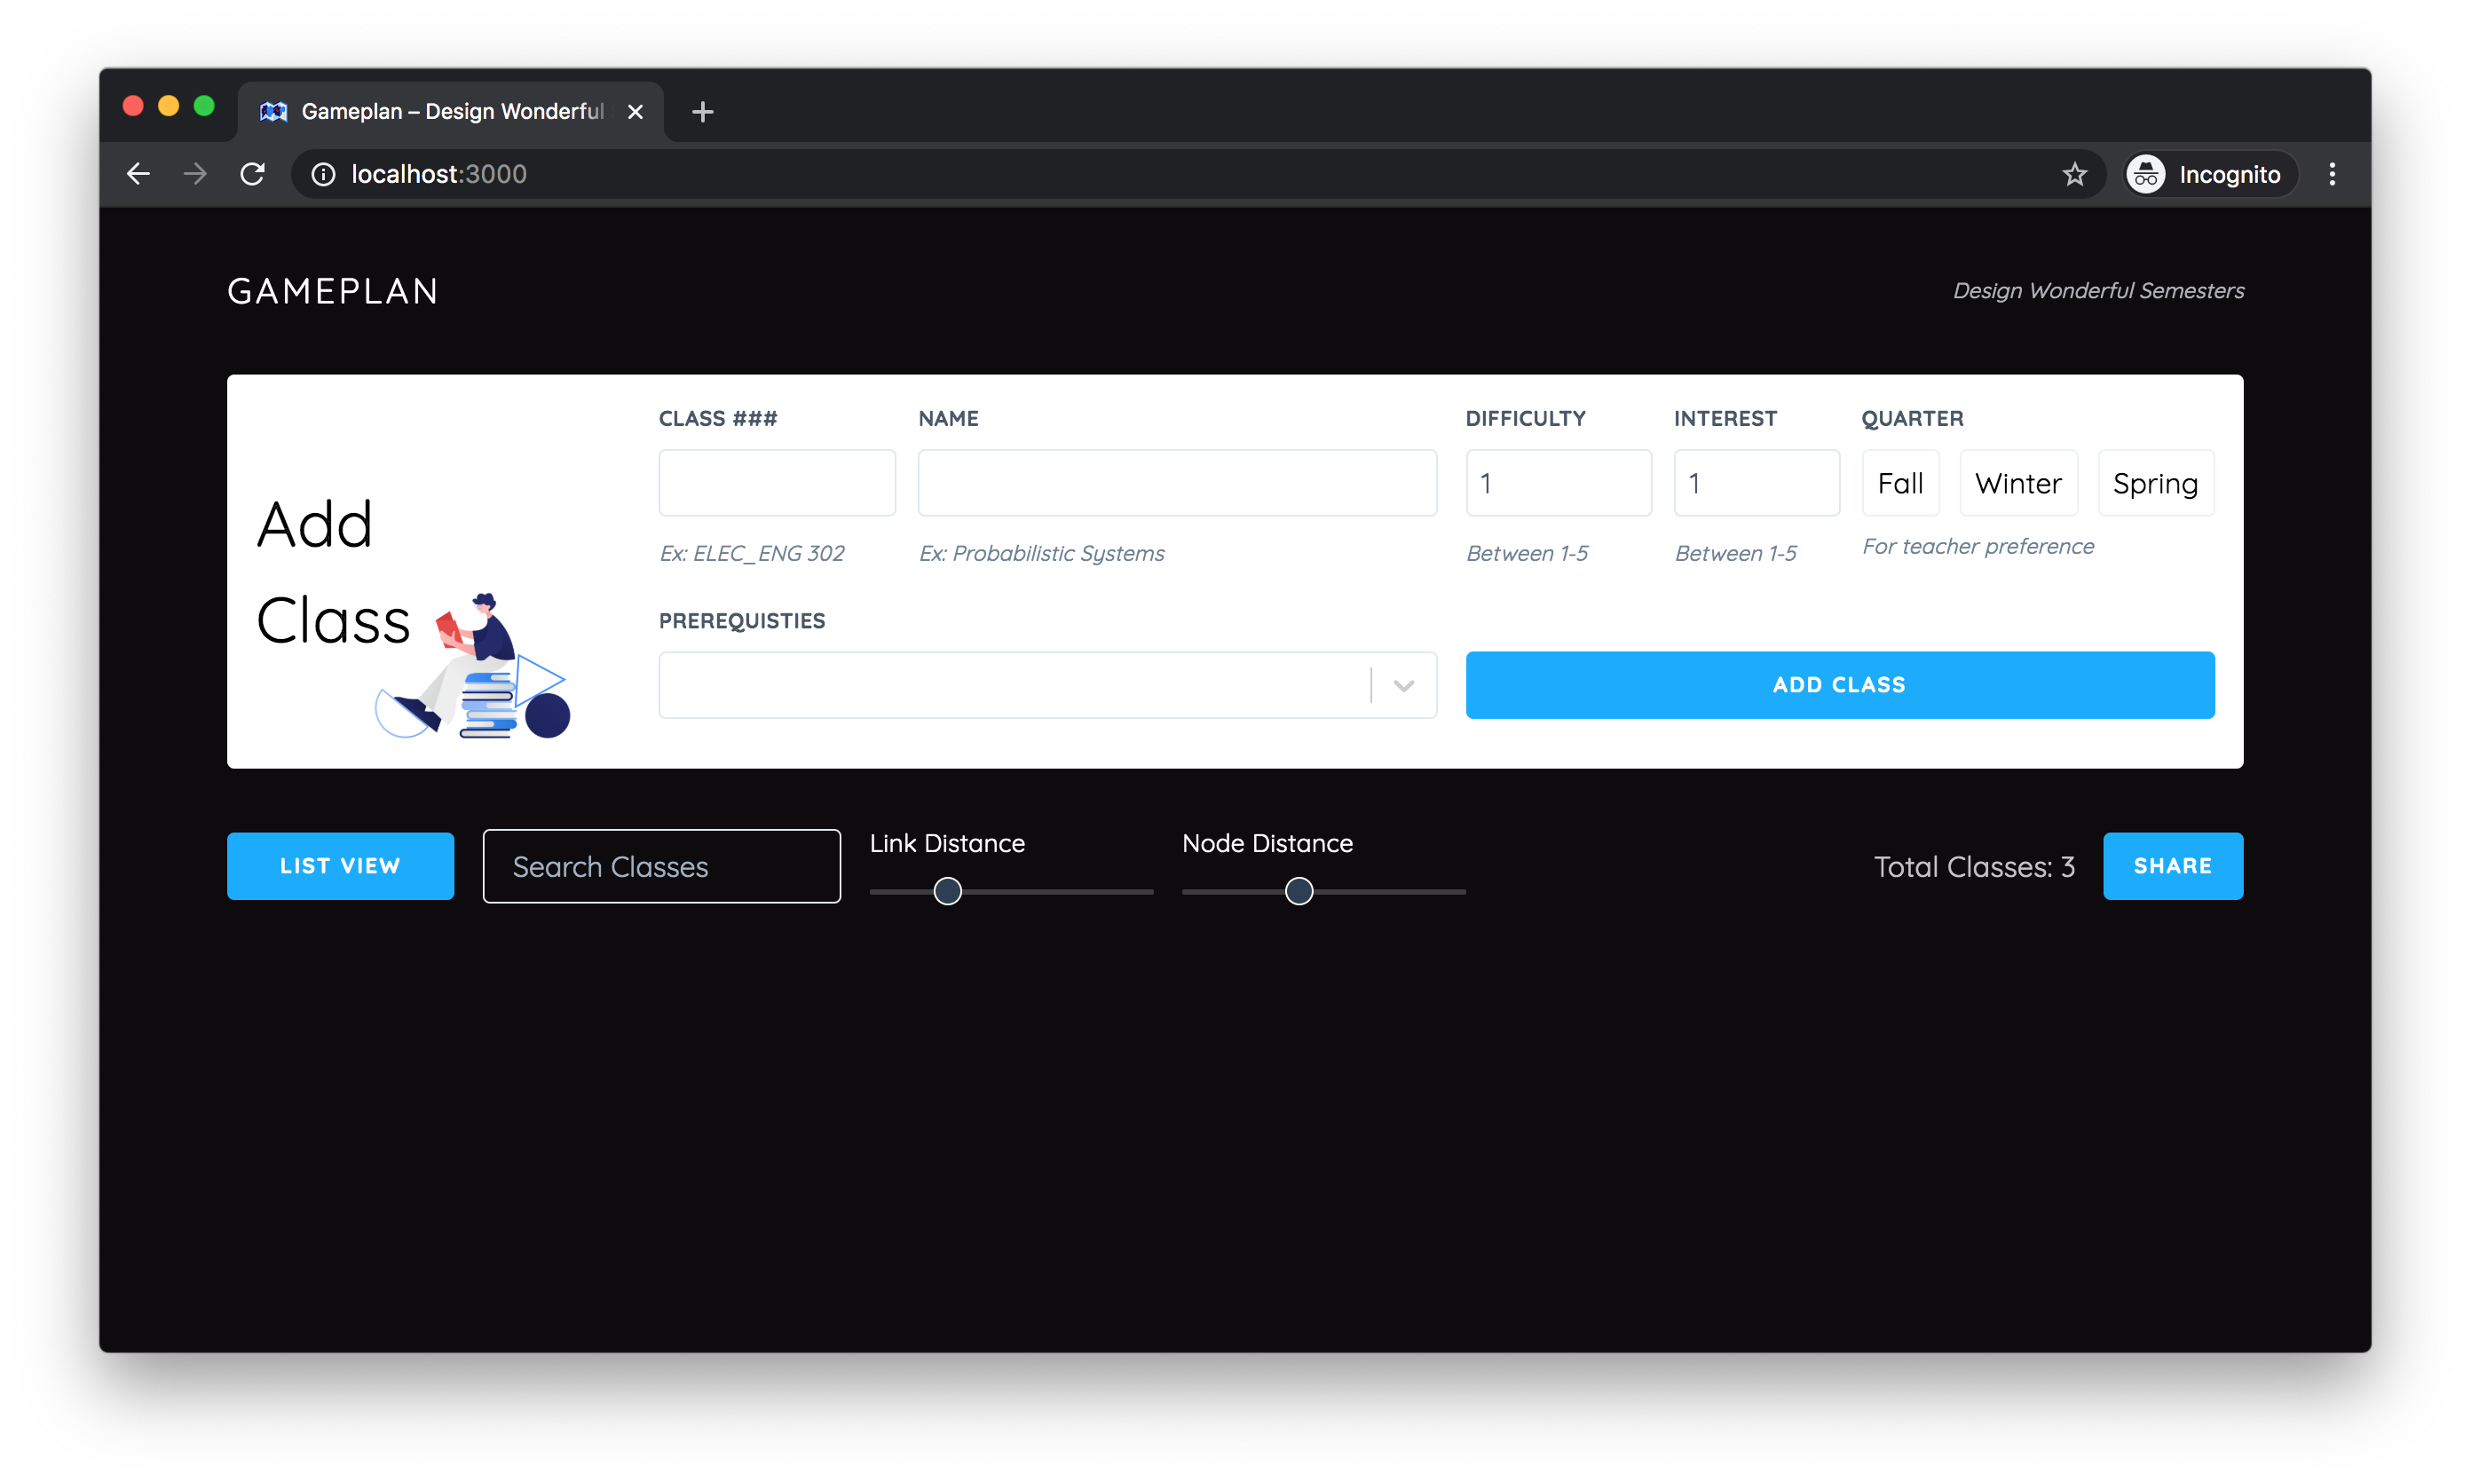 Gameplan – Design Wonderful
localhost:3000
Incognito
GAMEPLAN
Design Wonderful Semesters
Add
Class
CLASS ###
NAME
DIFFICULTY
INTEREST
QUARTER
1
1
Fall
Winter
Spring
Ex: ELEC_ENG 302
Ex: Probabilistic Systems
Between 1-5
Between 1-5
For teacher preference
PREREQUISTIES
ADD CLASS
LIST VIEW
Search Classes
Link Distance
Node Distance
Total Classes: 3
SHARE